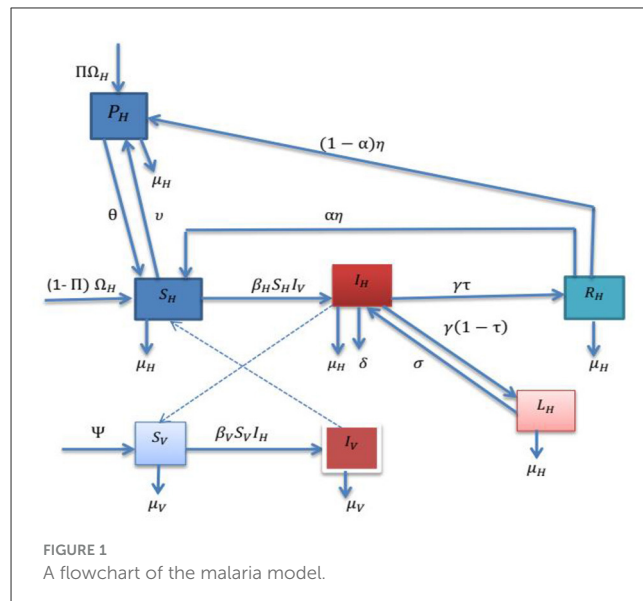 ΠΩ_H
P_H
(1 − α)η
μ_H
θ
υ
αη
(1- Π) Ω_H
S_H
β_H S_H I_V
I_H
γτ
R_H
γ(1 − τ)
μ_H
μ_H
δ
σ
μ_H
L_H
Ψ
S_V
β_V S_V I_H
I_V
μ_H
μ_V
μ_V
FIGURE 1
A flowchart of the malaria model.